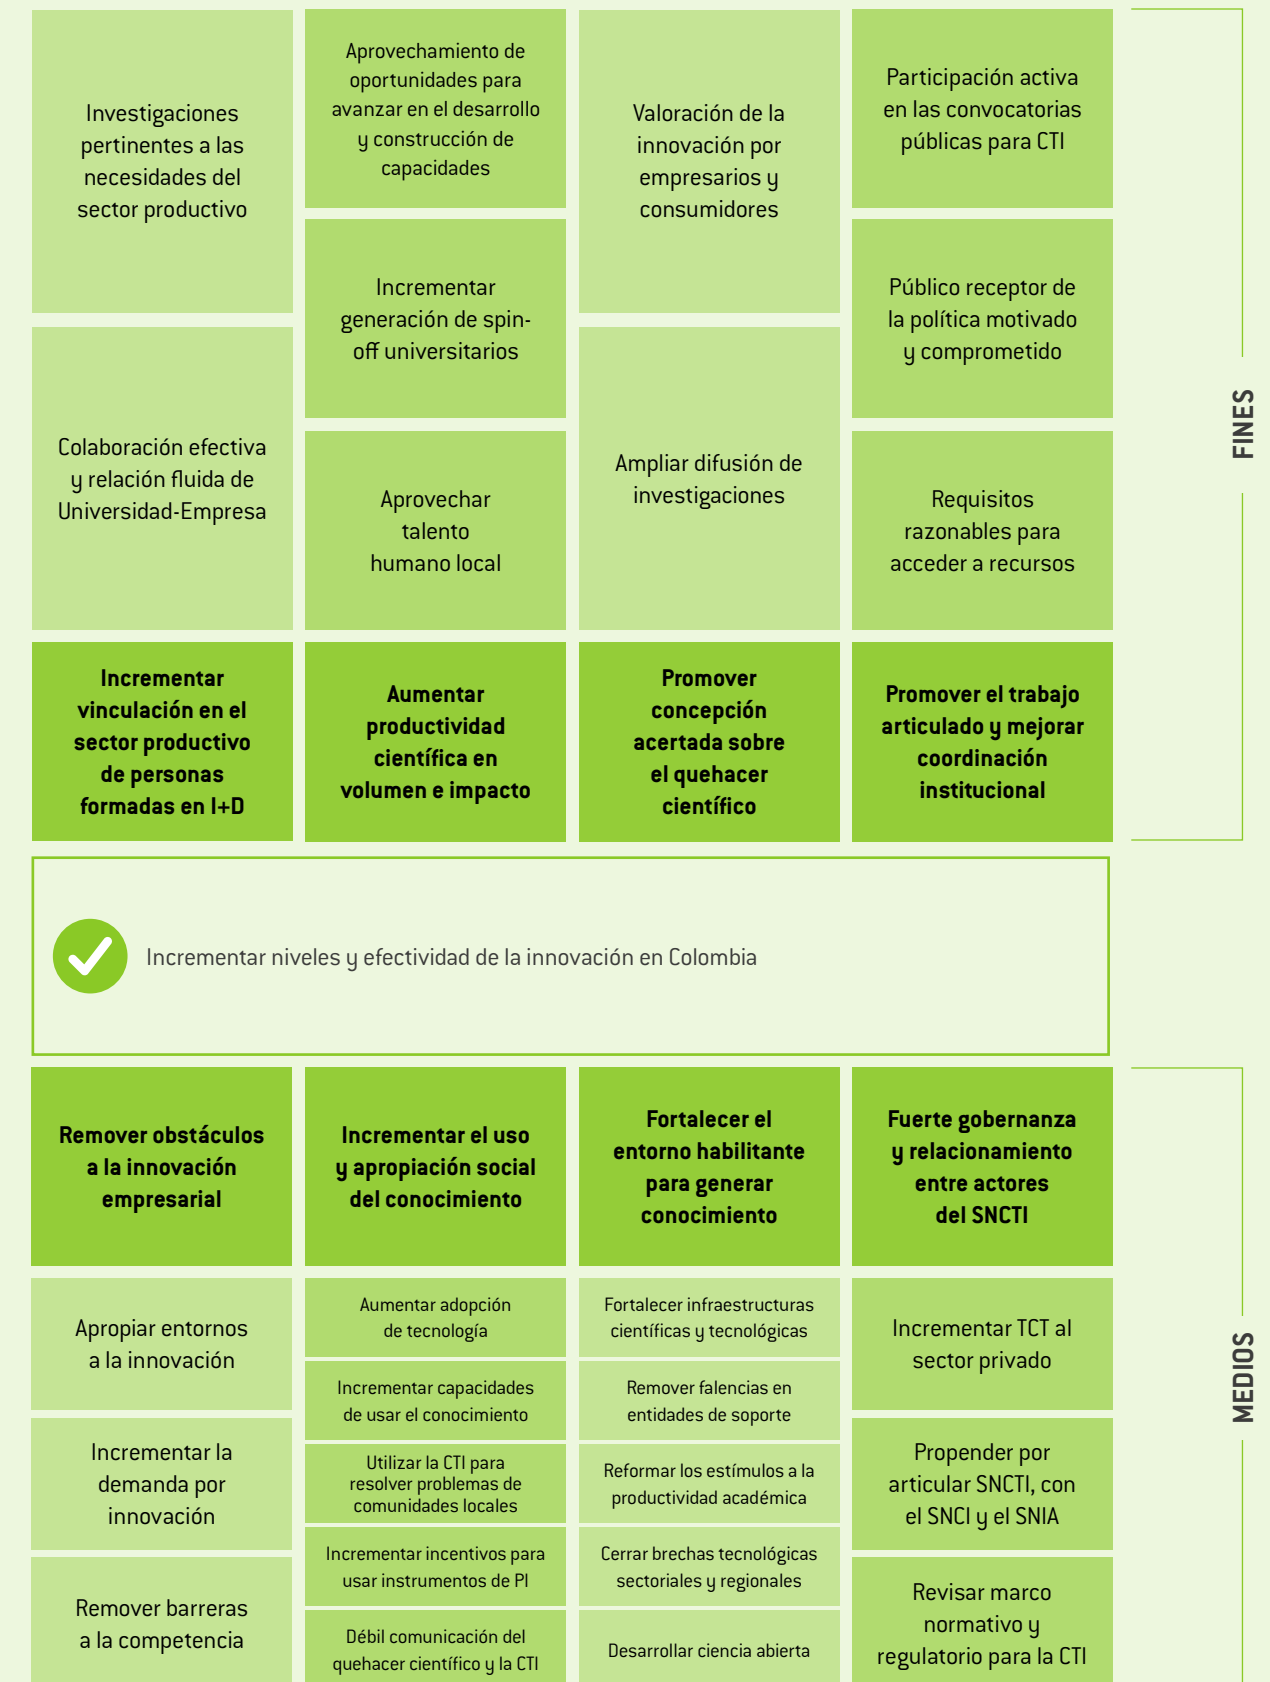 Investigaciones
pertinentes a las
necesidades del
sector productivo
Colaboración efectiva
y relación fluida de
Universidad-Empresa
Aprovechamiento de
oportunidades para
avanzar en el desarrollo
y construcción de
capacidades
Incrementar
generación de spin-
off universitarios
Aprovechar
talento
humano local
Valoración de la
innovación por
empresarios y
consumidores
Ampliar difusión de
investigaciones
Participación activa
en las convocatorias
públicas para CTI
Público receptor de
la política motivado
y comprometido
Requisitos
razonables para
acceder a recursos
FINES
Incrementar
vinculación en el
sector productivo
de personas
formadas en I+D
Aumentar
productividad
científica en
volumen e impacto
Promover
concepción
acertada sobre
el quehacer
científico
Promover el trabajo
articulado y mejorar
coordinación
institucional
Incrementar niveles y efectividad de la innovación en Colombia
Remover obstáculos
a la innovación
empresarial
Incrementar el uso
y apropiación social
del conocimiento
Fortalecer el
entorno habilitante
para generar
conocimiento
Fuerte gobernanza
y relacionamiento
entre actores
del SNCTI
Apropiar entornos
a la innovación
Incrementar la
demanda por
innovación
Remover barreras
a la competencia
Aumentar adopción
de tecnología
Incrementar capacidades
de usar el conocimiento
Utilizar la CTI para
resolver problemas de
comunidades locales
Incrementar incentivos para
usar instrumentos de PI
Débil comunicación del
quehacer científico y la CTI
Fortalecer infraestructuras
científicas y tecnológicas
Remover falencias en
entidades de soporte
Reformar los estímulos a la
productividad académica
Cerrar brechas tecnológicas
sectoriales y regionales
Desarrollar ciencia abierta
Incrementar TCT al
sector privado
Propender por
articular SNCTI, con
el SNCI y el SNIA
Revisar marco
normativo y
regulatorio para la CTI
MEDIOS